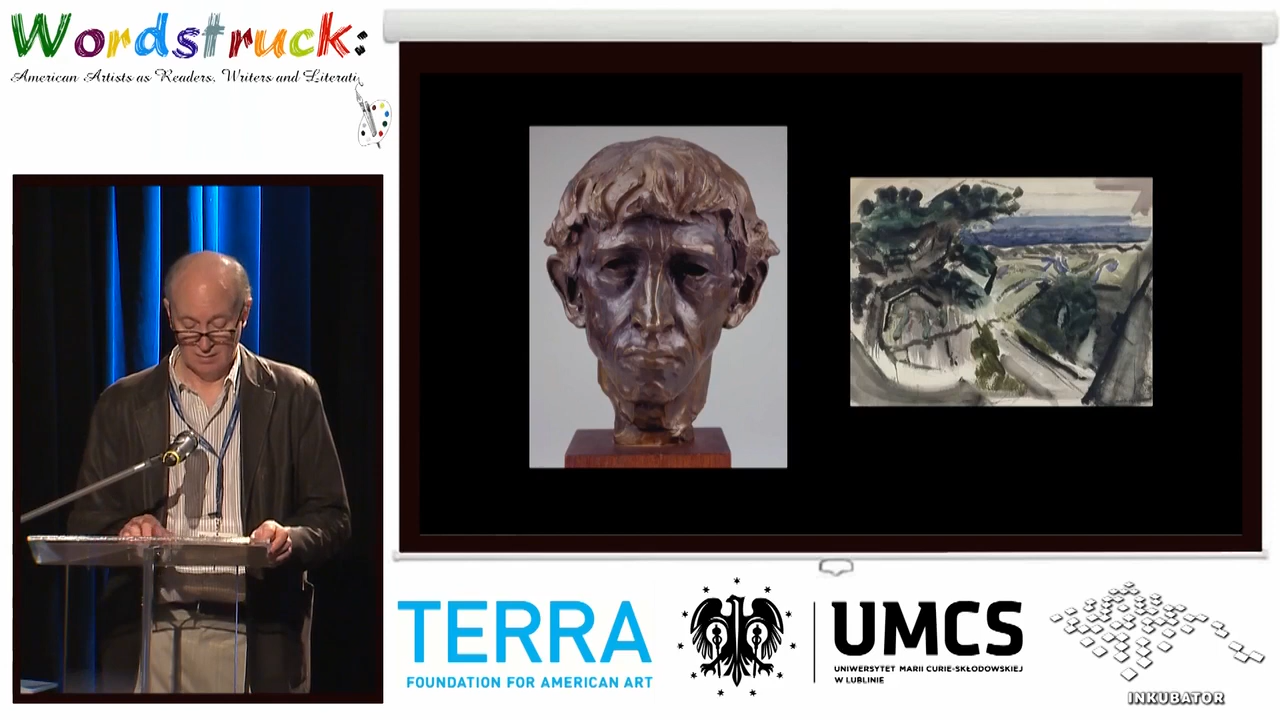 Wordstruck:
American Artists as Readers, Writers and Literati
TERRA
FOUNDATION FOR AMERICAN ART
UMCS
UNIWERSYTET MARII CURIE-SKŁODOWSKIEJ
W LUBLINIE
INKUBATOR